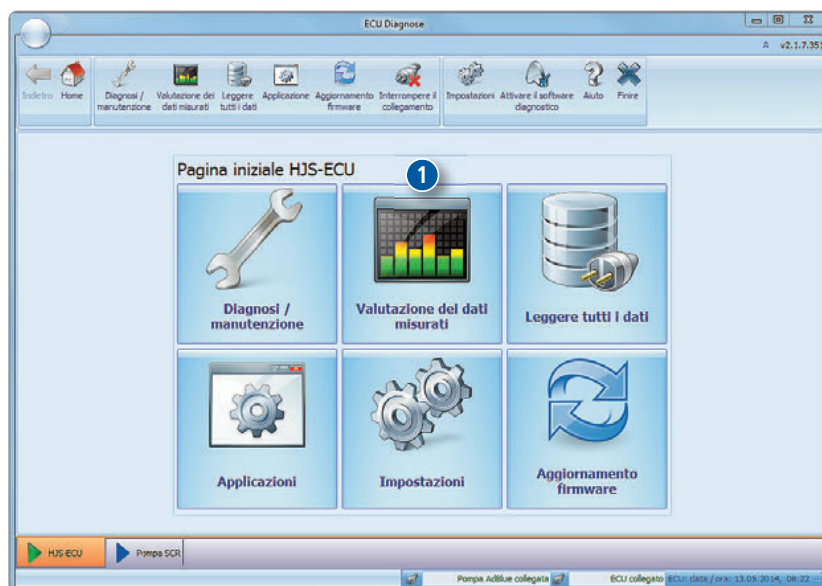 ECU Diagnose
v2.1.7.351
Indietro
Home
Diagnosi /
manutenzione
Valutazione dei
dati misurati
Leggere
tutti i dati
Applicazione
Aggiornamento
firmware
Interrompere il
collegamento
Impostazioni
Attivare il software
diagnostico
Aiuto
Finire
Pagina iniziale HJS-ECU
1
Diagnosi /
manutenzione
Valutazione dei dati
misurati
Leggere tutti i dati
Applicazioni
Impostazioni
Aggiornamento
firmware
HJS-ECU
Pompa SCR
Pompa AdBlue collegata
ECU collegato
ECU: data / ora: 13.05.2014, 08:22